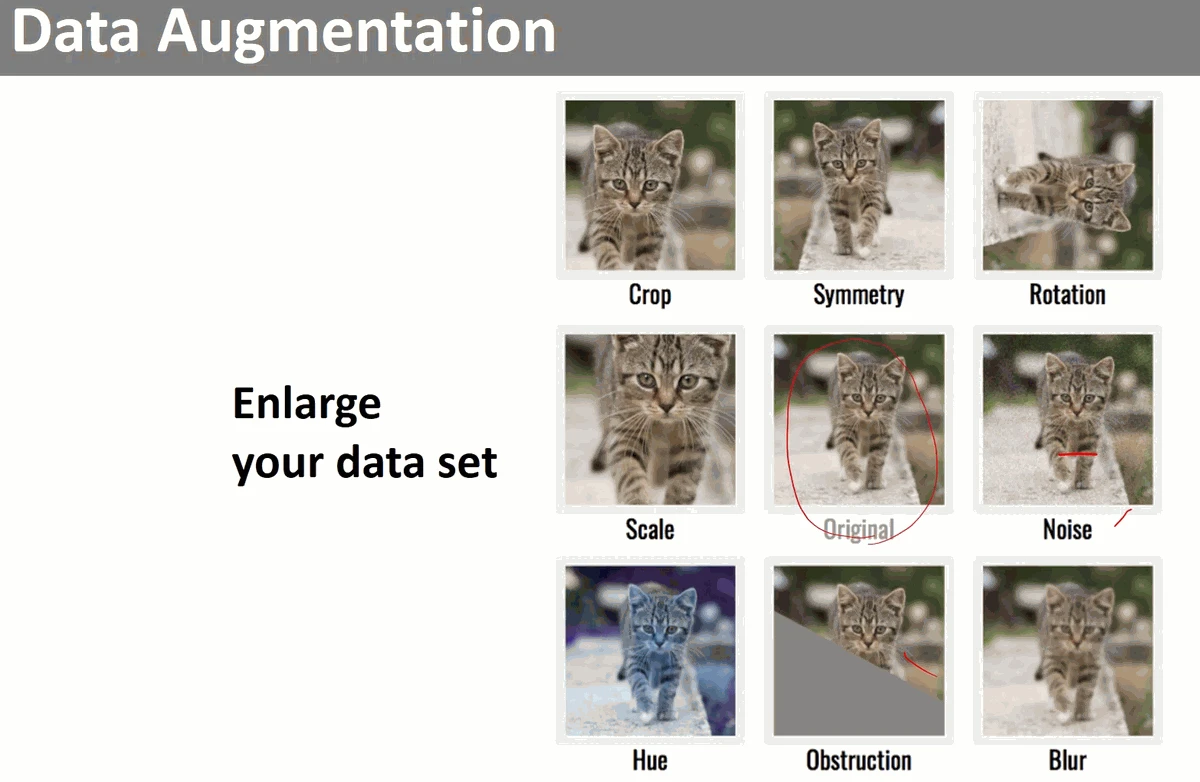 Data Augmentation
Crop
Symmetry
Rotation
Enlarge
your data set
Scale
Original
Noise
Hue
Obstruction
Blur